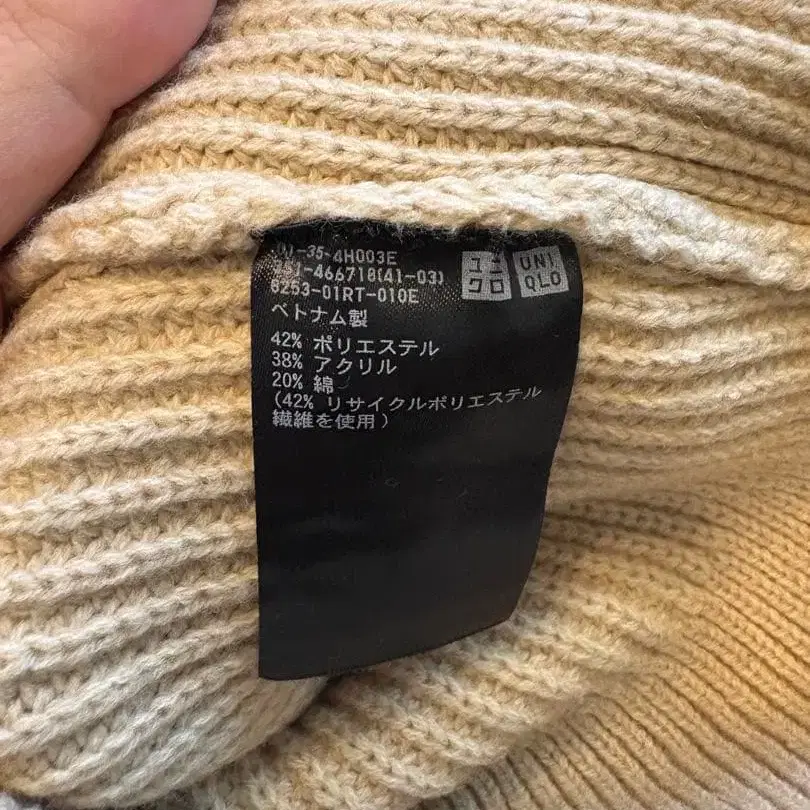 -35-4H003E
-466718(41-03)
6253-01RT-010E
ユニ
クロ
UNI
QLO
ベトナム製
42% ポリエステル
38% アクリル
20% 綿
(42% リサイクルポリエステル
繊維を使用)